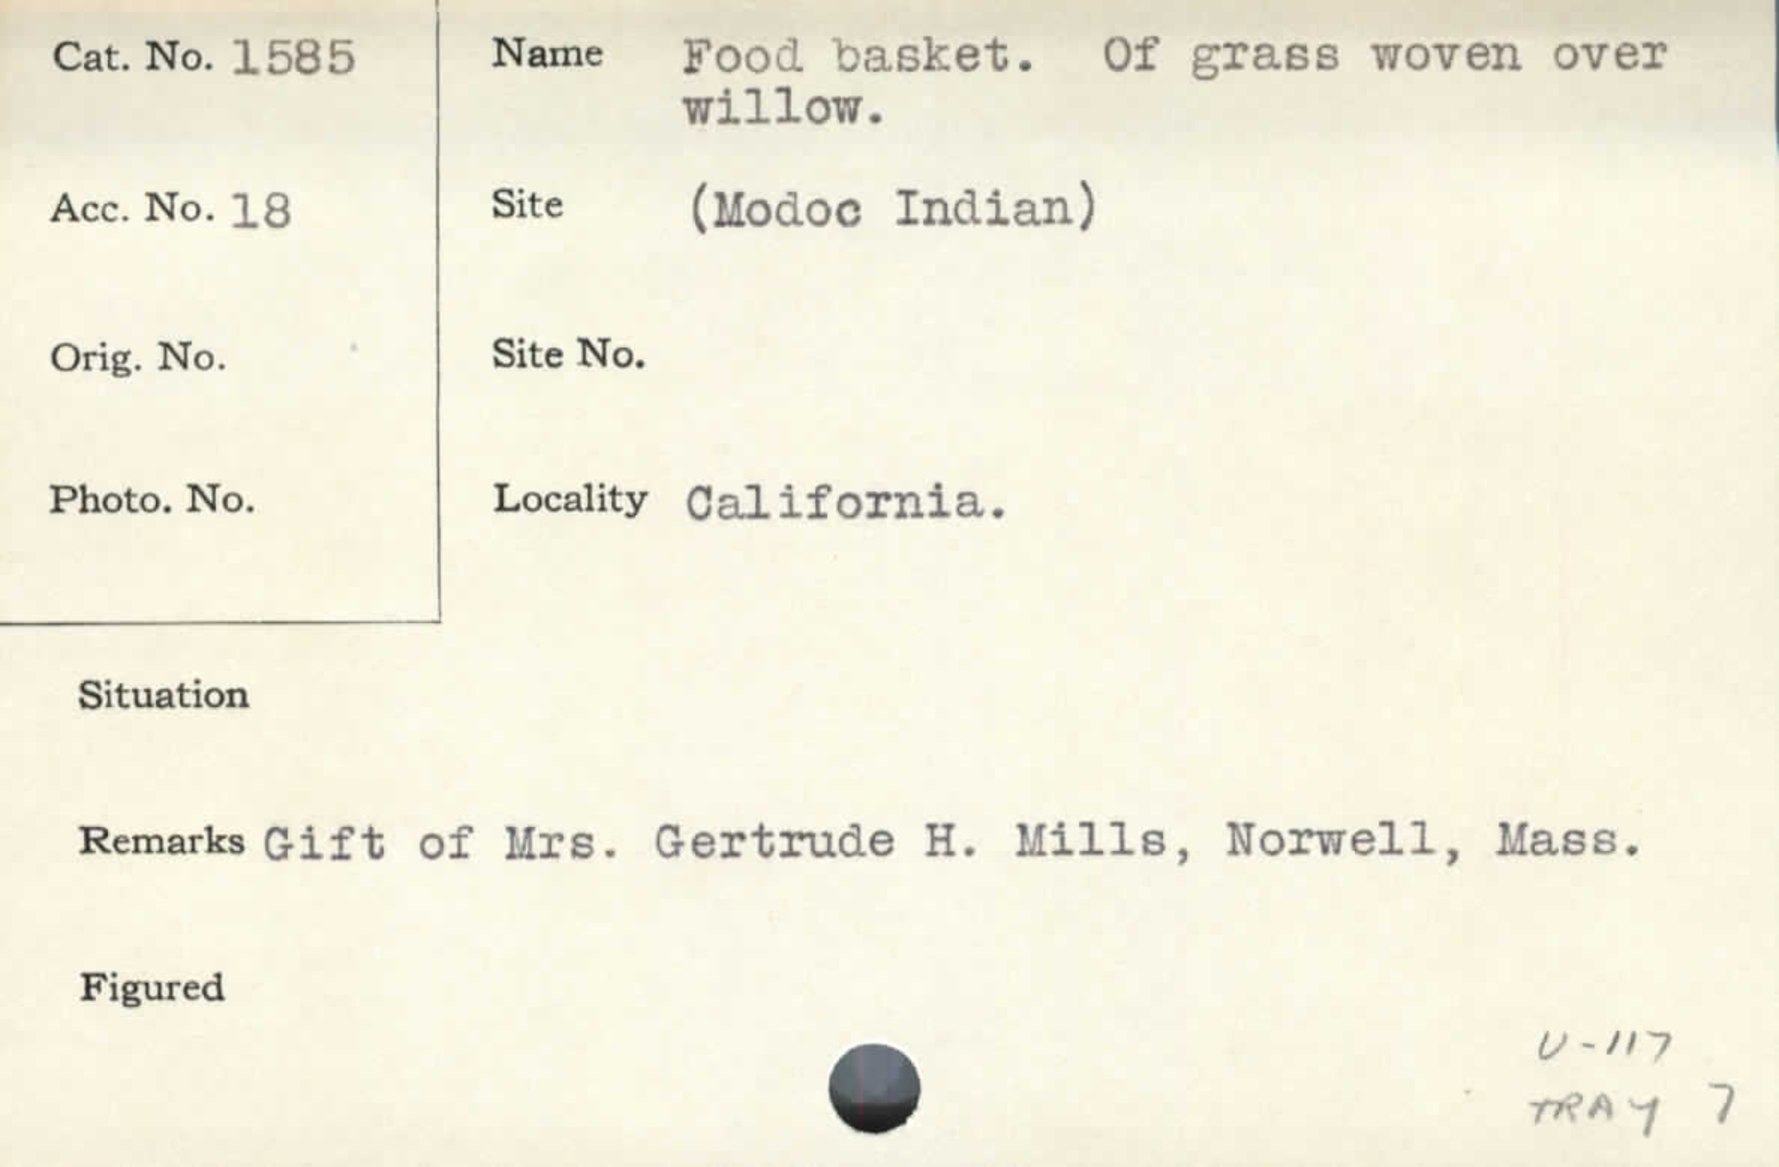 Cat. No. 1585
Name Food basket. Of grass woven over
willow.
Acc. No. 18
Site (Modoc Indian)
Orig. No.
Site No.
Photo. No.
Locality California.
Situation
Remarks Gift of Mrs. Gertrude H. Mills, Norwell, Mass.
Figured
U-117
TRAY 7